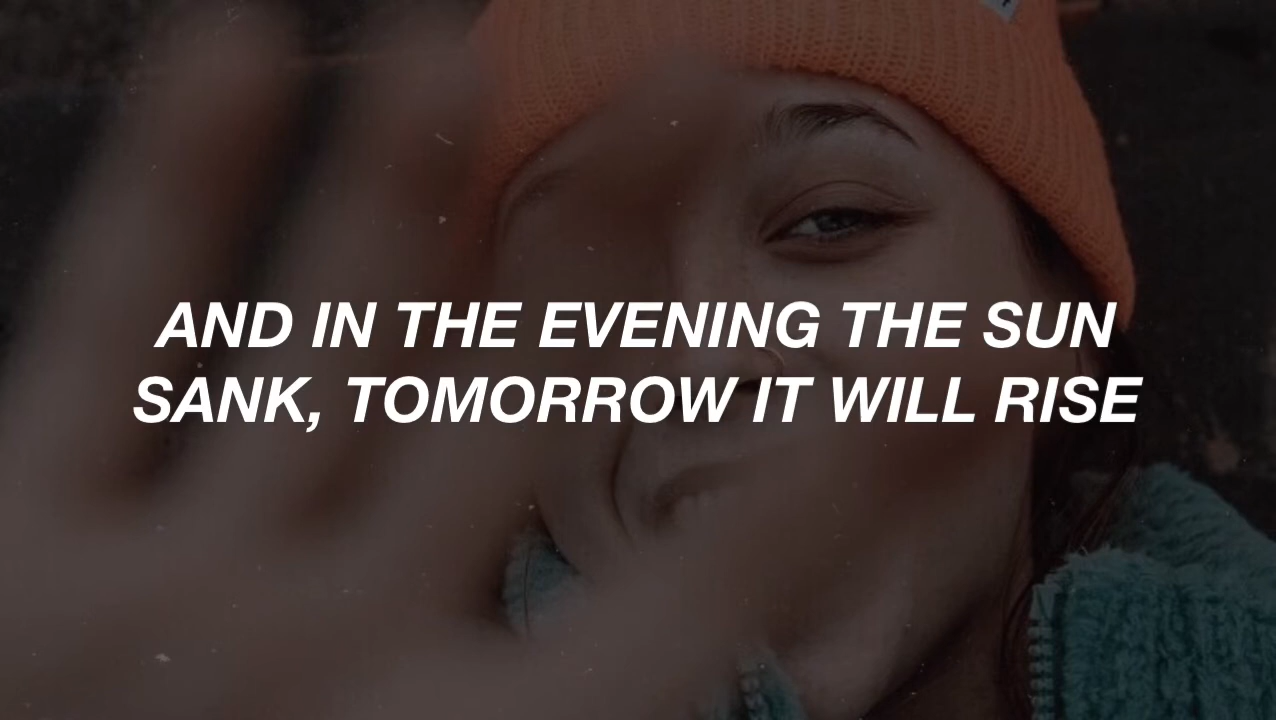 AND IN THE EVENING THE SUN
SANK, TOMORROW IT WILL RISE